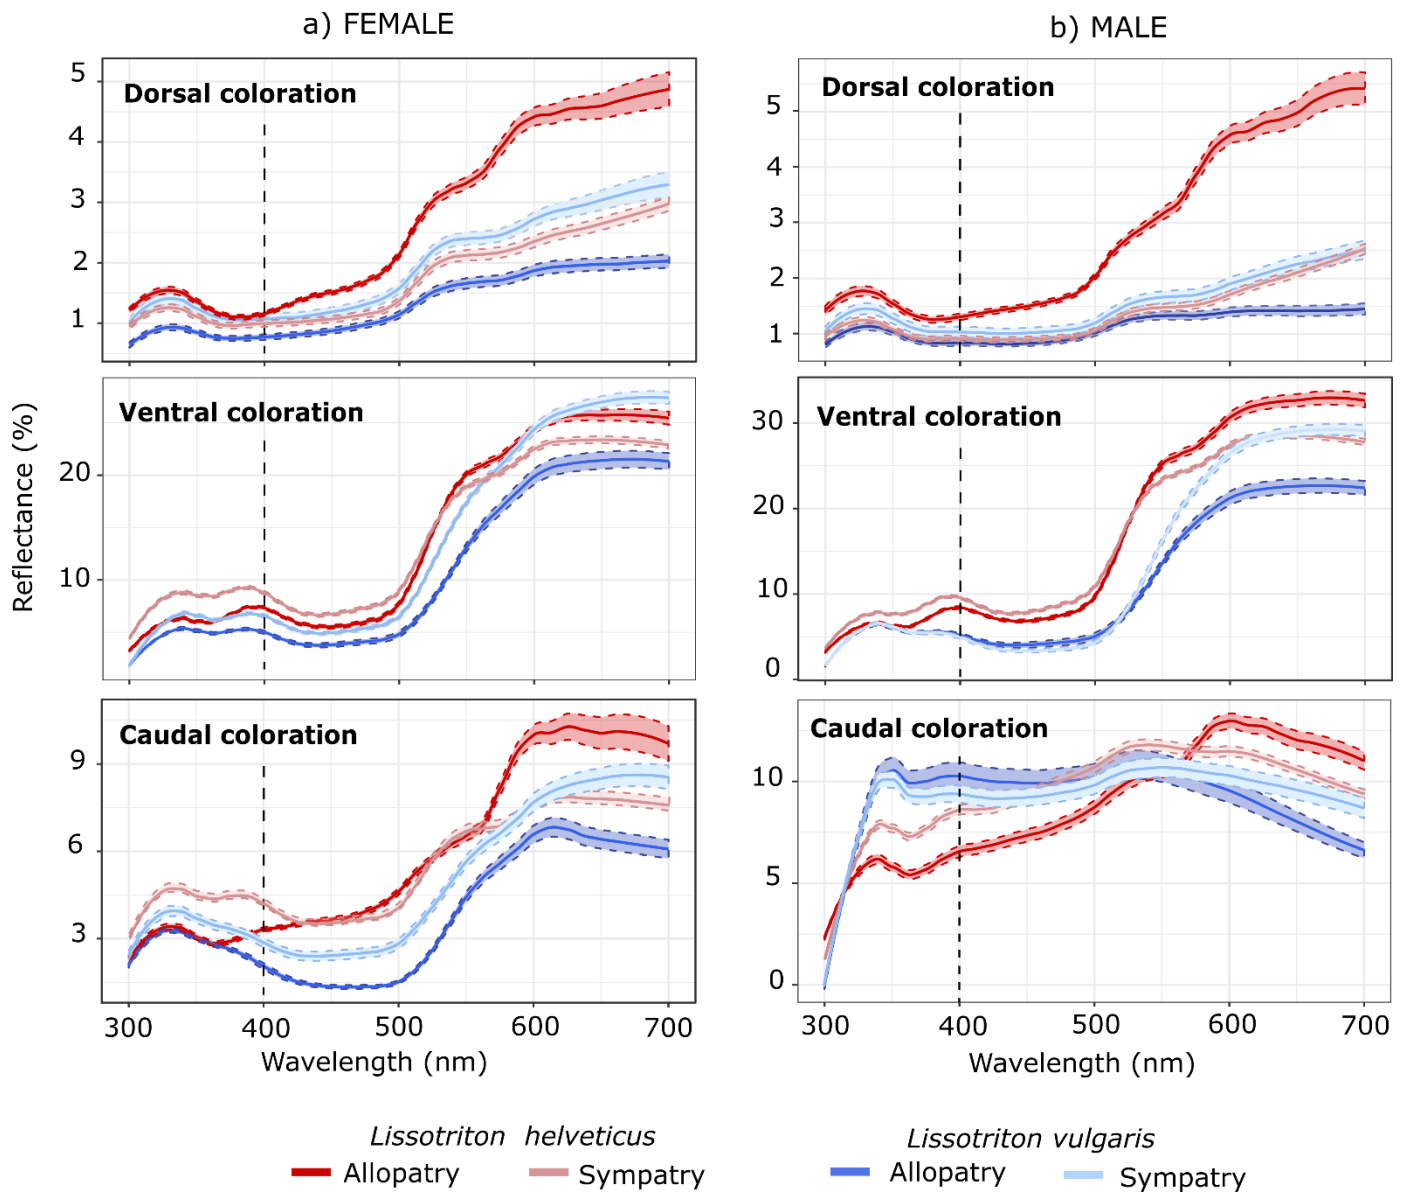 a) FEMALE
b) MALE
Reflectance (%)
Dorsal coloration
5
4
3
2
1
Dorsal coloration
5
4
3
2
1
Ventral coloration
20
10
Ventral coloration
30
20
10
0
Caudal coloration
9
6
3
Caudal coloration
10
5
0
300 400 500 600 700
300 400 500 600 700
Wavelength (nm)
Wavelength (nm)
Lissotriton helveticus
Allopatry Sympatry
Lissotriton vulgaris
Allopatry Sympatry